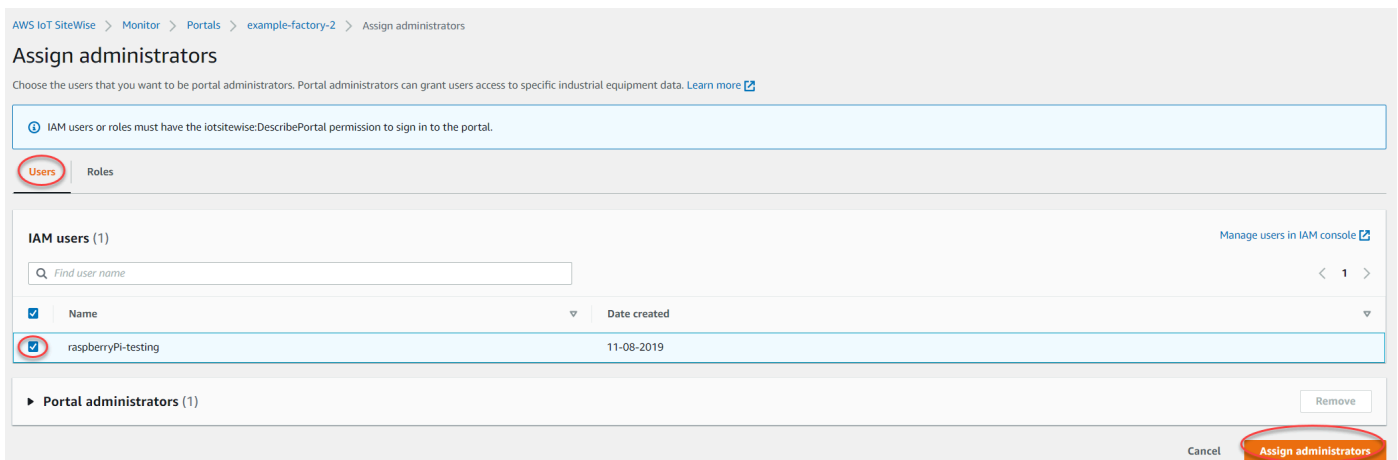 AWS IoT SiteWise > Monitor > Portals > example-factory-2 > Assign administrators
Assign administrators
Choose the users that you want to be portal administrators. Portal administrators can grant users access to specific industrial equipment data. Learn more
IAM users or roles must have the iotsitewise:DescribePortal permission to sign in to the portal.
Users Roles
IAM users (1) Manage users in IAM console
Find user name < 1 >
Name Date created
raspberryPi-testing 11-08-2019
Portal administrators (1) Remove
Cancel Assign administrators